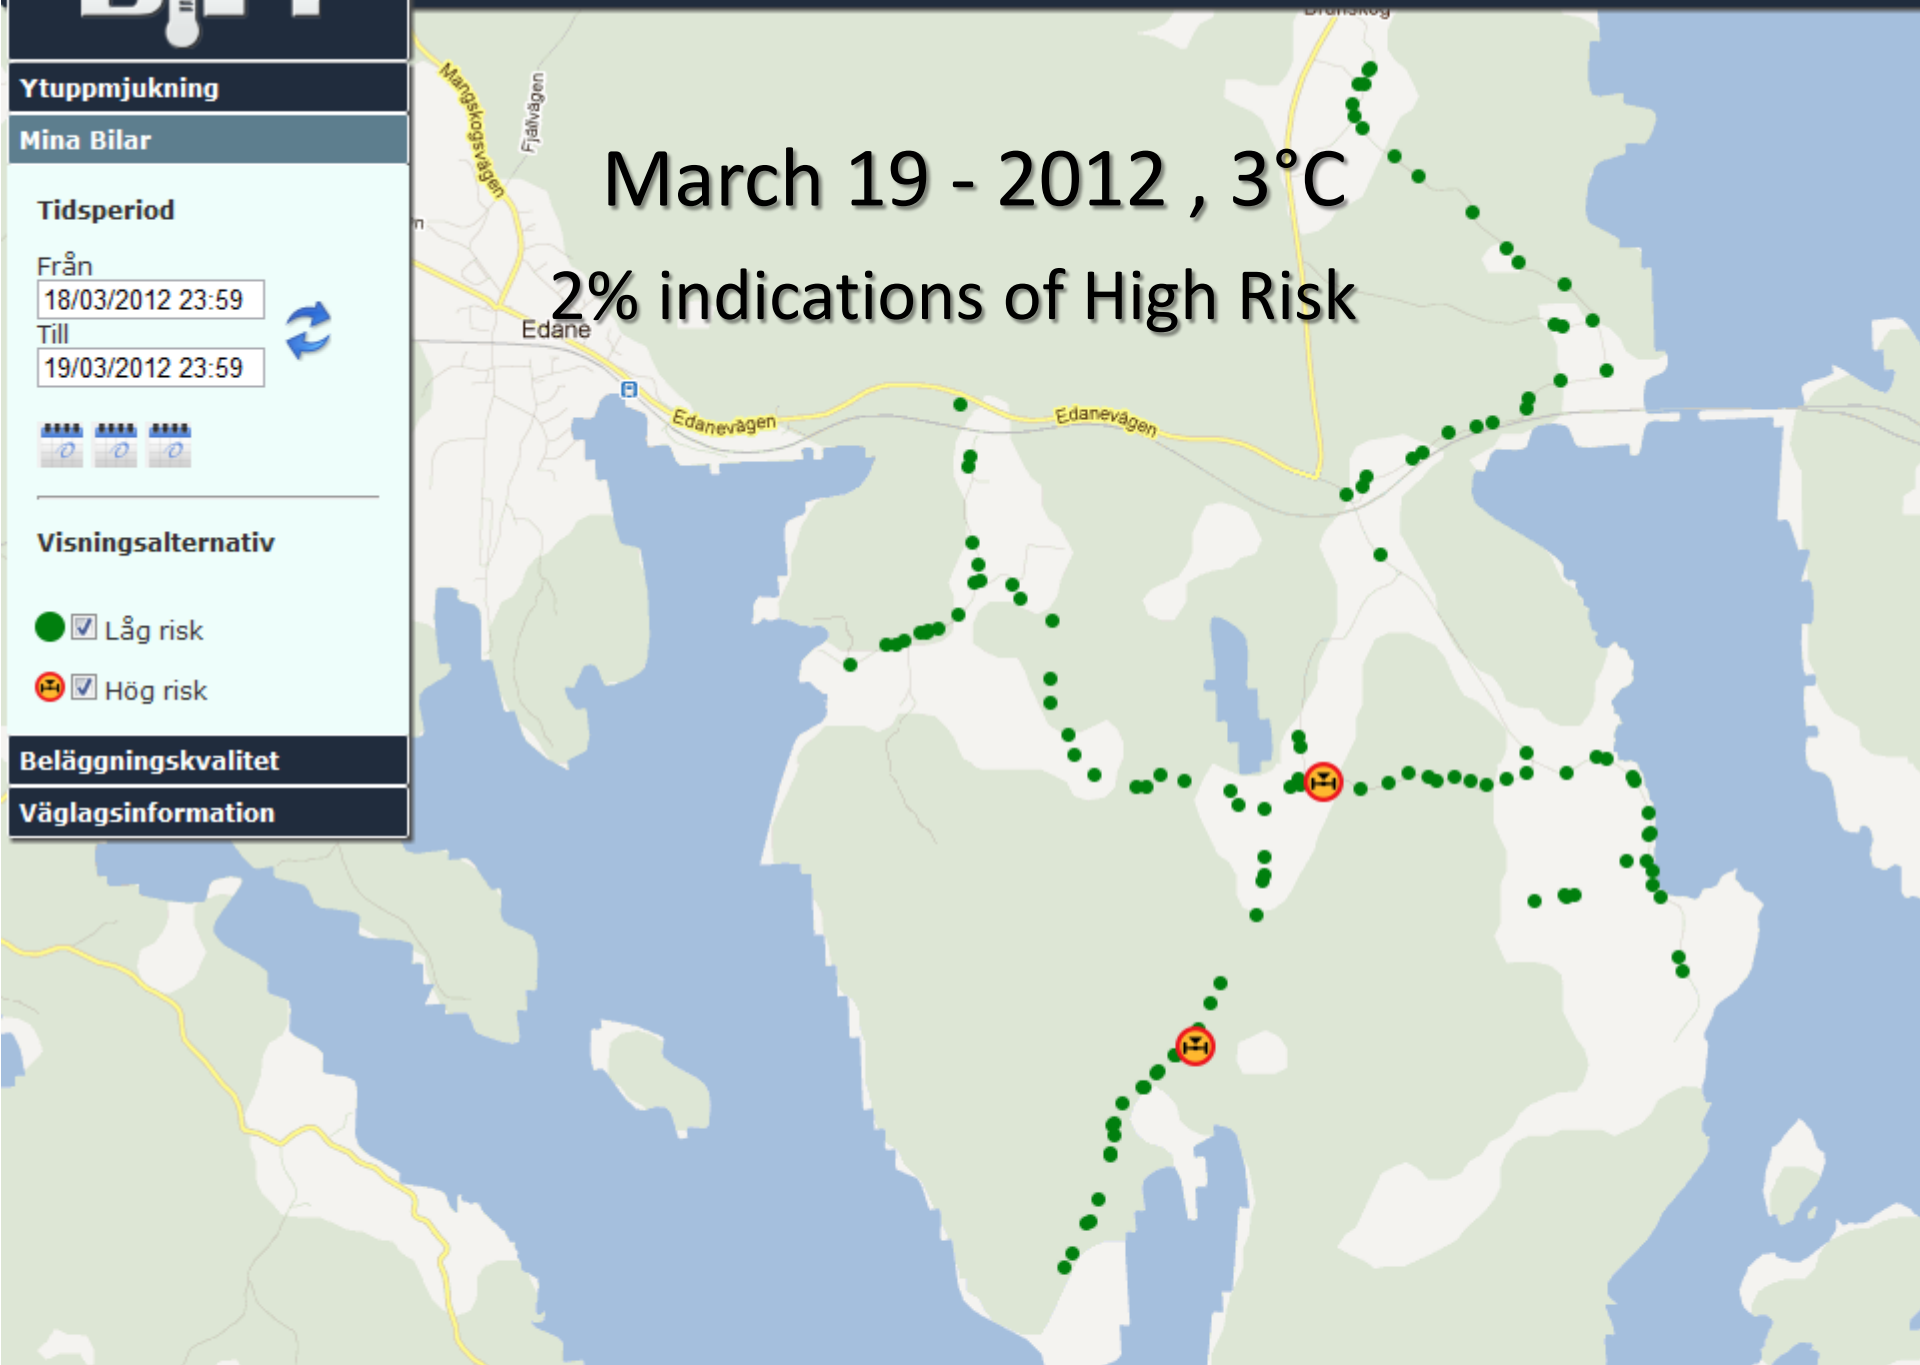 Ytuppmjukning
Mina Bilar
Tidsperiod
Från
18/03/2012 23:59
Till
19/03/2012 23:59
Visningsalternativ
Låg risk
Hög risk
Beläggningskvalitet
Väglagsinformation
March 19 - 2012 , 3°C
2% indications of High Risk
Mangskogsvägen
Fjällvägen
Edane
Edanevägen
Edanevägen